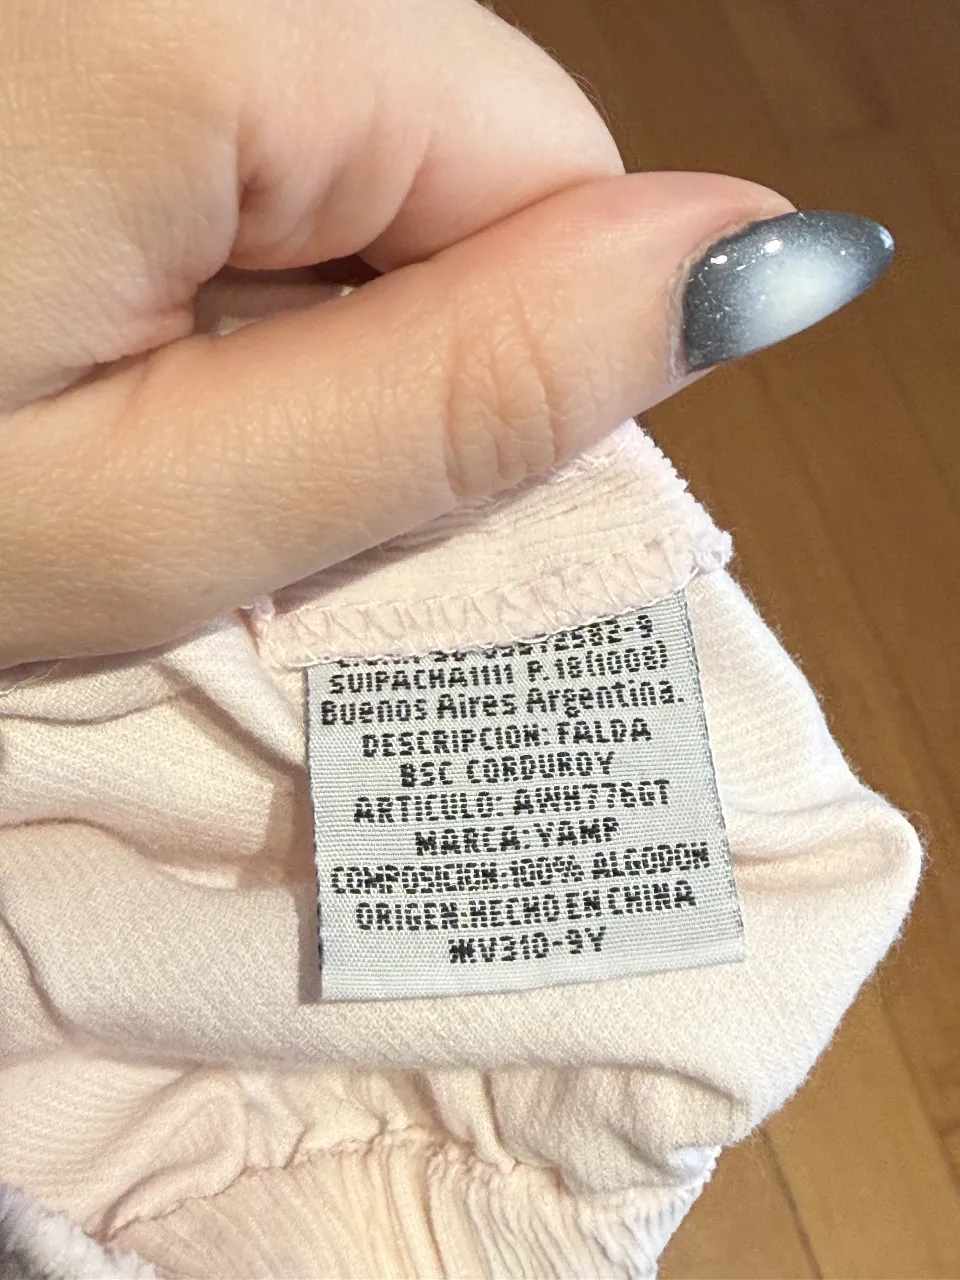 SUIPACHA1111 P.18(1008)
Buenos Aires Argentina.
DESCRIPCION: FALDA
BSC CORDUROY
ARTICULO: AWH776GT
MARCA: YAMP
COMPOSICION:100% ALGODON
ORIGEN:HECHO EN CHINA
XV310-9Y